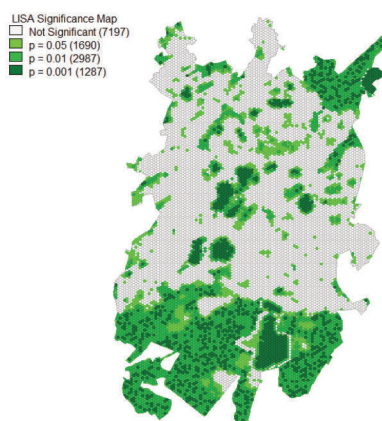 LISA Significance Map
Not Significant (7197)
p = 0.05 (1690)
p = 0.01 (2987)
p = 0.001 (1287)